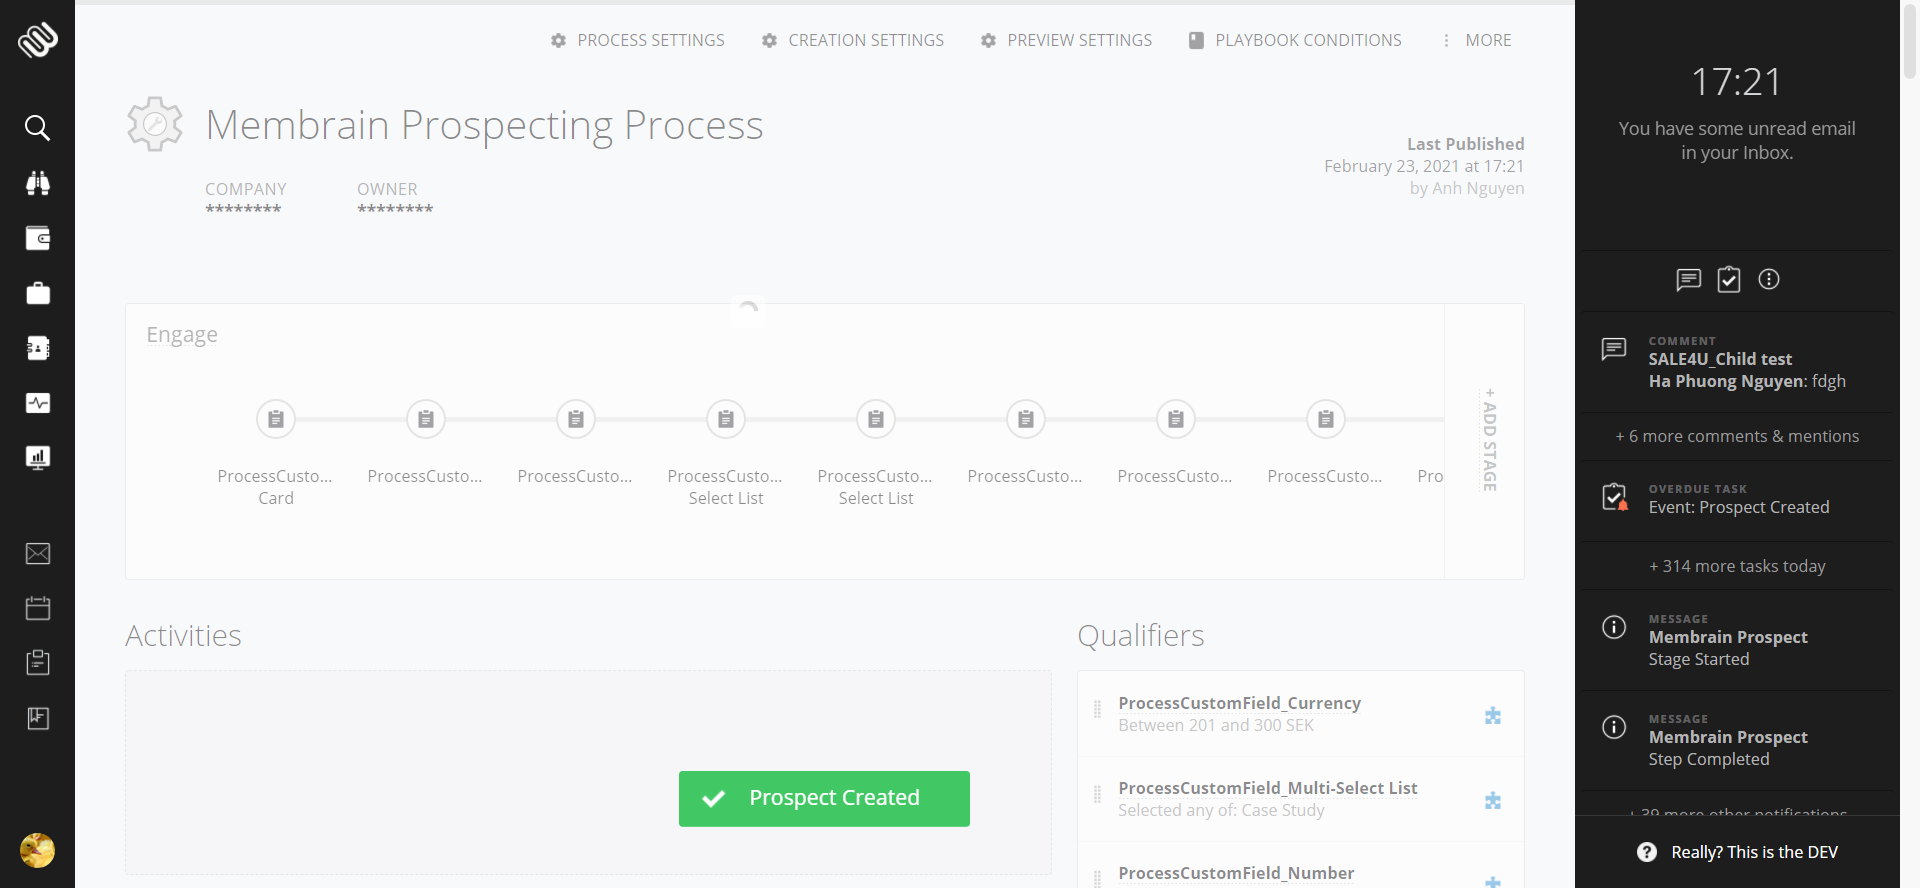 PROCESS SETTINGS
CREATION SETTINGS
PREVIEW SETTINGS
PLAYBOOK CONDITIONS
MORE
Membrain Prospecting Process
COMPANY
********
OWNER
********
Last Published
February 23, 2021 at 17:21
by Anh Nguyen
Engage
ProcessCusto...
Card
ProcessCusto...
ProcessCusto...
ProcessCusto...
Select List
ProcessCusto...
Select List
ProcessCusto...
ProcessCusto...
ProcessCusto...
Pro
+ ADD STAGE
Activities
Prospect Created
Qualifiers
ProcessCustomField_Currency
Between 201 and 300 SEK
ProcessCustomField_Multi-Select List
Selected any of: Case Study
ProcessCustomField_Number
17:21
You have some unread email
in your Inbox.
COMMENT
SALE4U_Child test
Ha Phuong Nguyen: fdgh
+ 6 more comments & mentions
OVERDUE TASK
Event: Prospect Created
+ 314 more tasks today
MESSAGE
Membrain Prospect
Stage Started
MESSAGE
Membrain Prospect
Step Completed
+ 39 more other notifications
Really? This is the DEV